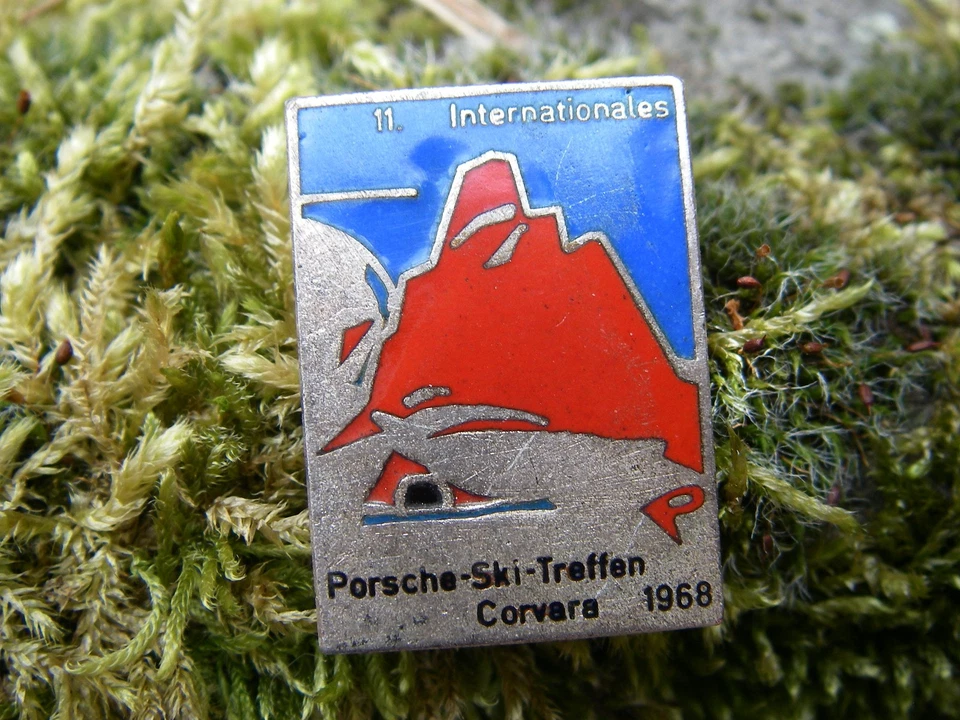 11. Internationales
Porsche-Ski-Treffen
Corvara 1968